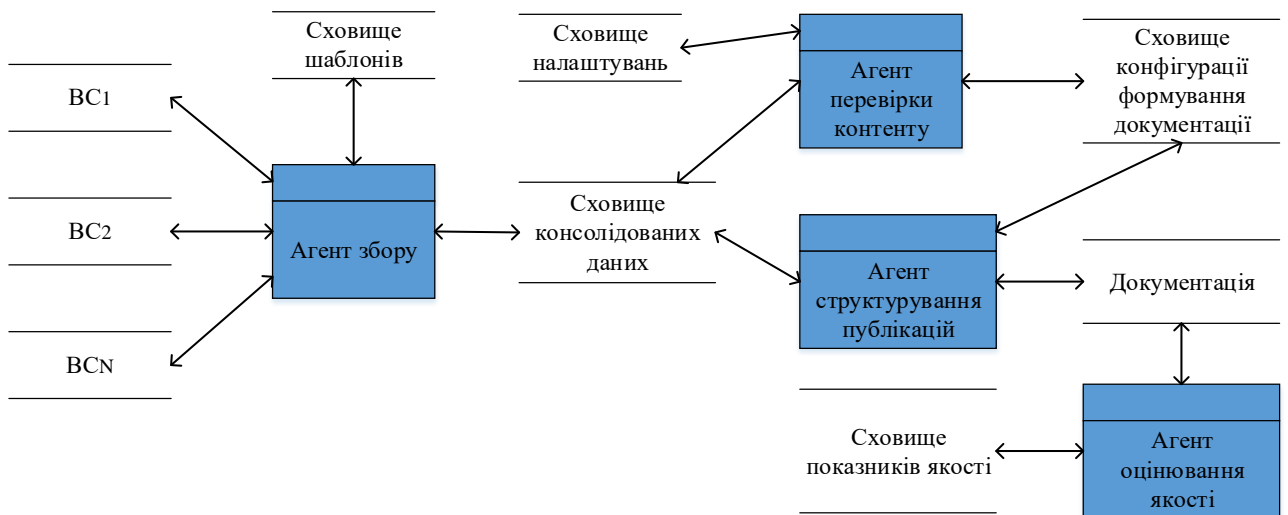 Сховище
шаблонів
ВС1
ВС2
ВСN
Агент збору
Сховище
налаштувань
Агент
перевірки
контенту
Сховище
конфігурації
формування
документації
Сховище
консолідованих
даних
Агент
структурування
публікацій
Документація
Сховище
показників якості
Агент
оцінювання
якості